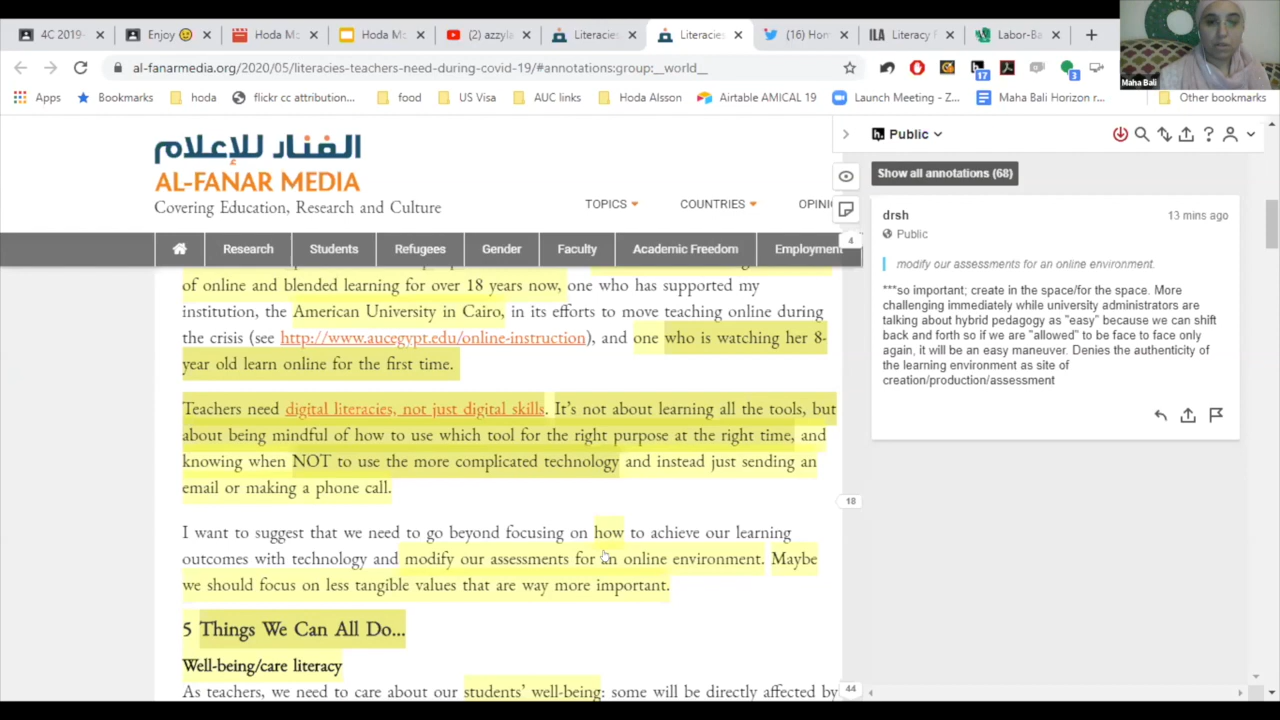 4C 2019-
Enjoy
Hoda Mo
Hoda Mo
(2) azzyla
Literacies
Literacies
(16) Hom
ILA Literacy f
Labor-Ba
al-fanarmedia.org/2020/05/literacies-teachers-need-during-covid-19/#annotations:group:__world__
17
3
Maha Bali
Apps
Bookmarks
hoda
flickr cc attribution...
food
US Visa
AUC links
Hoda Alsson
Airtable AMICAL 19
Launch Meeting - Z...
Maha Bali Horizon r...
Other bookmarks
الفنار للإعلام
AL-FANAR MEDIA
Covering Education, Research and Culture
TOPICS
COUNTRIES
Research
Students
Refugees
Gender
Faculty
Academic Freedom
Employment
of online and blended learning for over 18 years now, one who has supported my
institution, the American University in Cairo, in its efforts to move teaching online during
the crisis (see http://www.aucegypt.edu/online-instruction), and one who is watching her 8-
year old learn online for the first time.
Teachers need digital literacies, not just digital skills. It's not about learning all the tools, but
about being mindful of how to use which tool for the right purpose at the right time, and
knowing when NOT to use the more complicated technology and instead just sending an
email or making a phone call.
I want to suggest that we need to go beyond focusing on how to achieve our learning
outcomes with technology and modify our assessments for an online environment. Maybe
we should focus on less tangible values that are way more important.
5 Things We Can All Do...
Well-being/care literacy
As teachers, we need to care about our students' well-being: some will be directly affected by
4
18
44
h. Public
?
Show all annotations (68)
drsh
13 mins ago
Public
modify our assessments for an online environment.
***so important; create in the space/for the space. More
challenging immediately while university administrators are
talking about hybrid pedagogy as "easy" because we can shift
back and forth so if we are "allowed" to be face to face only
again, it will be an easy maneuver. Denies the authenticity of
the learning environment as site of
creation/production/assessment